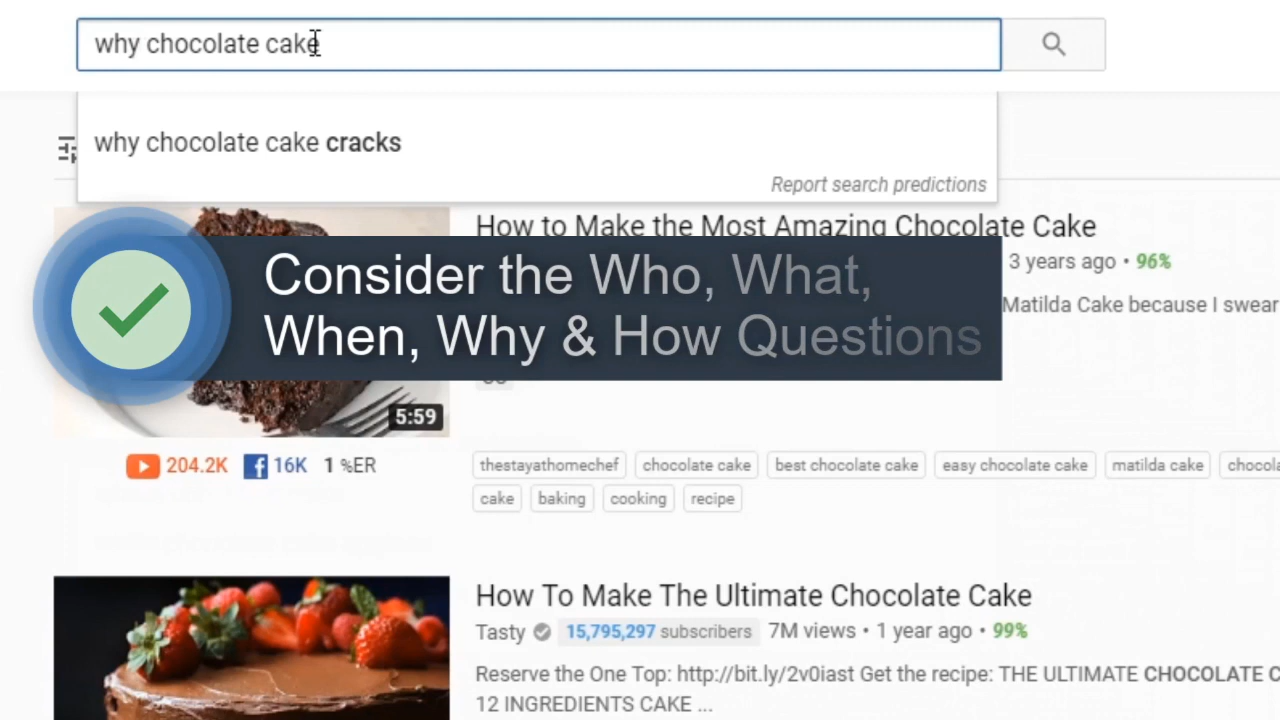 why chocolate cake
why chocolate cake cracks
Report search predictions
How to Make the Most Amazing Chocolate Cake
3 years ago • 96%
Matilda Cake because I swear
Consider the Who, What,
When, Why & How Questions
5:59
204.2K 16K 1 %ER
thestayathomechef chocolate cake best chocolate cake easy chocolate cake matilda cake chocola
cake baking cooking recipe
How To Make The Ultimate Chocolate Cake
Tasty 15,795,297 subscribers 7M views • 1 year ago • 99%
Reserve the One Top: http://bit.ly/2v0iast Get the recipe: THE ULTIMATE CHOCOLATE C
12 INGREDIENTS CAKE ...